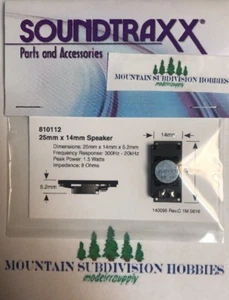 SOUNDTRAXX
Parts and Accessories
MOUNTAIN SUBDIVISION HOBBIES
810112
25mm x 14mm Speaker
Dimensions: 25mm x 14mm x 5.2mm
Frequency Response: 300Hz - 20kHz
Peak Power: 1.5 Watts
Impedance: 8 Ohms
14mm
5.2mm
MOUNTAIN SUBDIVISION HOBBIES
modelrrsupply